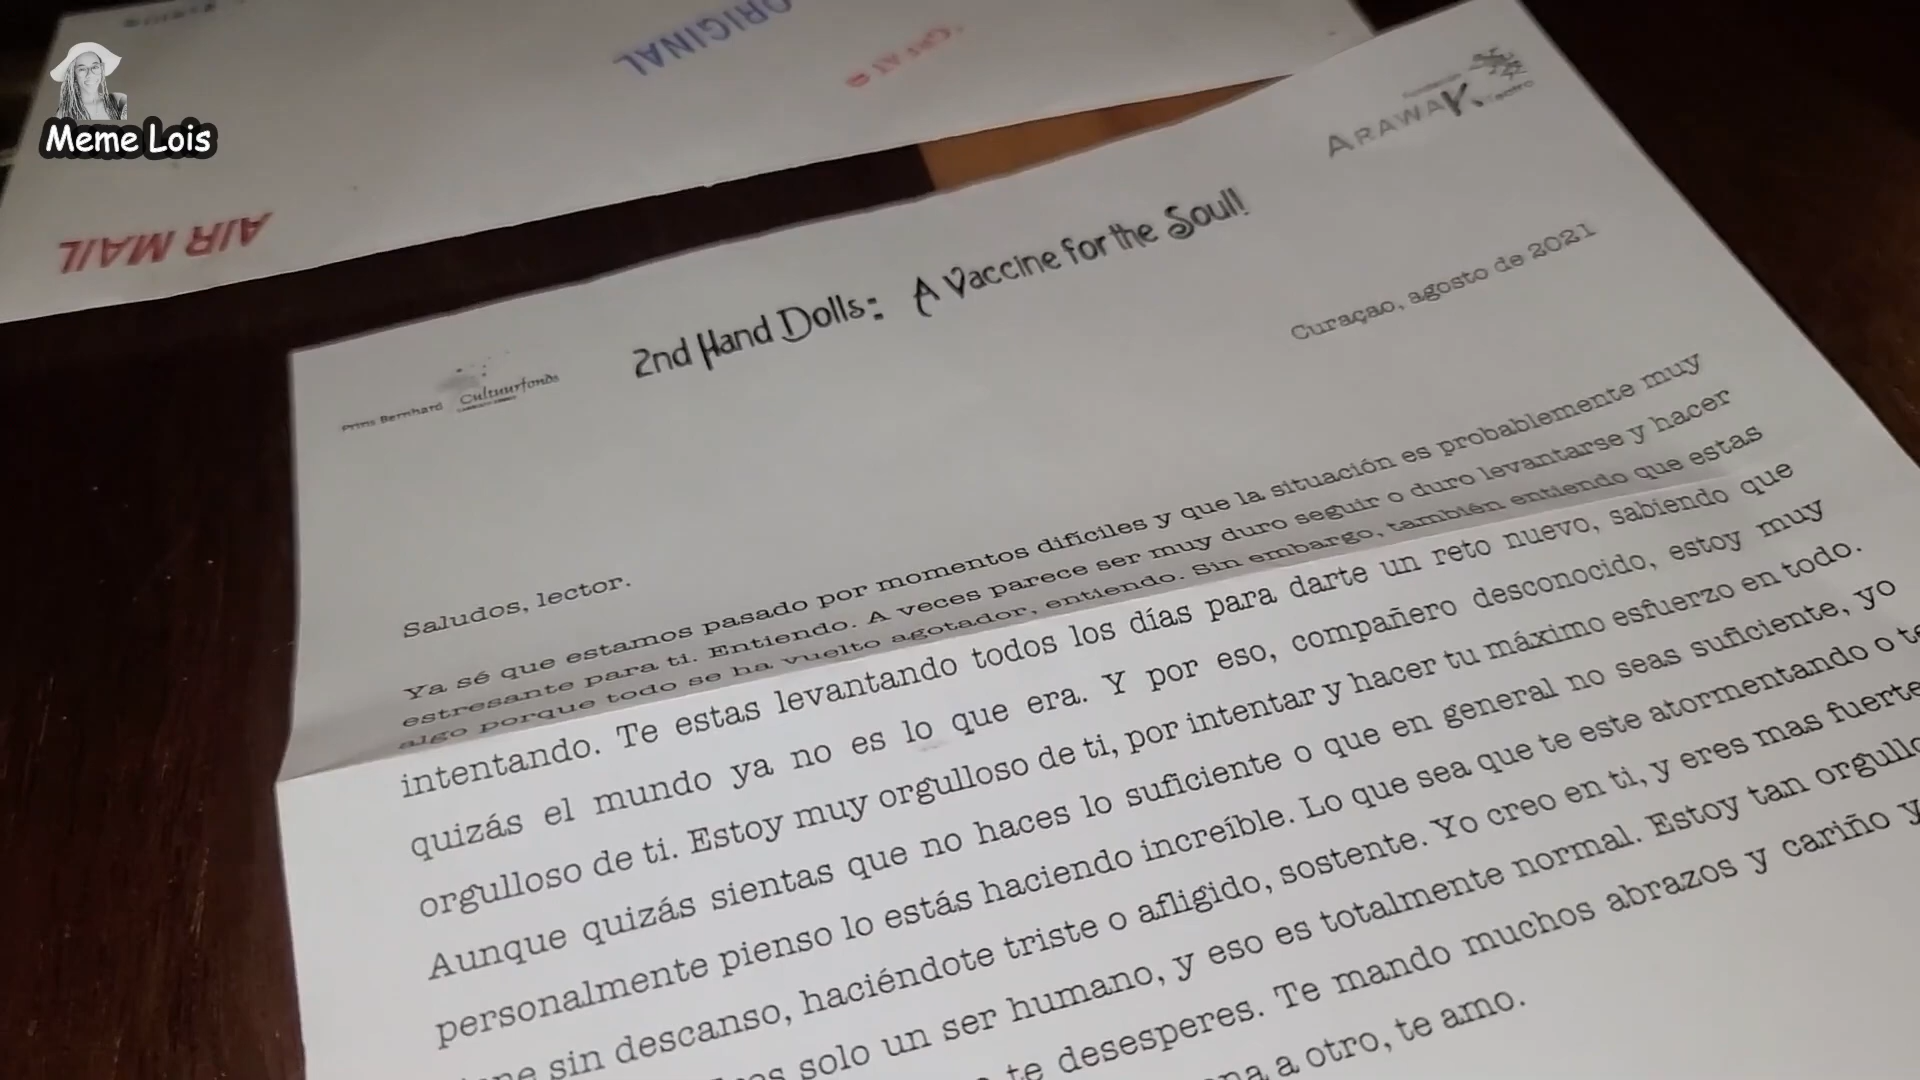 Meme Lois
ORIGINAL
AIR MAIL
ARAWAK
2nd Hand Dolls: A Vaccine for the Soul!
Prins Bernhard Cultuurfonds
Curaçao, agosto de 2021
Saludos, lector.
Ya sé que estamos pasado por momentos difíciles y que la situación es probablemente muy
estresante para ti. Entiendo. A veces parece ser muy duro seguir o duro levantarse y hacer
algo porque todo se ha vuelto agotador, entiendo. Sin embargo, también entiendo que estas
intentando. Te estas levantando todos los días para darte un reto nuevo, sabiendo que
quizás el mundo ya no es lo que era. Y por eso, compañero desconocido, estoy muy
orgulloso de ti. Estoy muy orgulloso de ti, por intentar y hacer tu máximo esfuerzo en todo.
Aunque quizás sientas que no haces lo suficiente o que en general no seas suficiente, yo
personalmente pienso lo estás haciendo increíble. Lo que sea que te este atormentando o te
sin descanso, haciéndote triste o afligido, sostente. Yo creo en ti, y eres mas fuerte
solo un ser humano, y eso es totalmente normal. Estoy tan orgullo
te desesperes. Te mando muchos abrazos y cariño y
a otro, te amo.